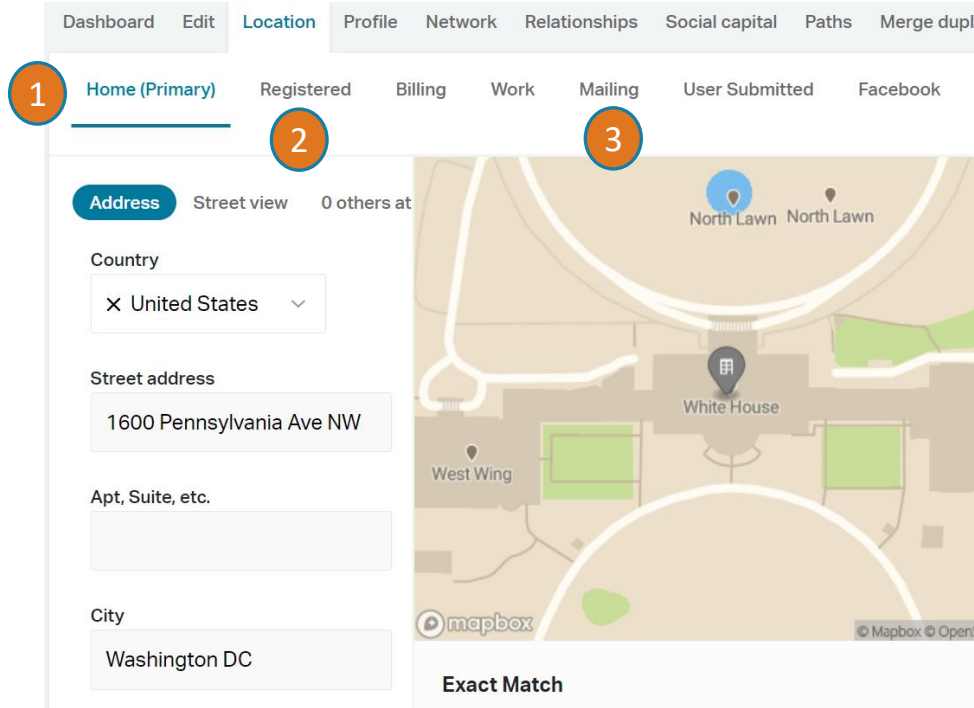 Dashboard Edit Location Profile Network Relationships Social capital Paths Merge dupl
1 Home (Primary) Registered Billing Work Mailing User Submitted Facebook
2 3
Address Street view 0 others at
Country
× United States
Street address
1600 Pennsylvania Ave NW
Apt, Suite, etc.
City
Washington DC
North Lawn North Lawn
White House
West Wing
mapbox
© Mapbox © Open
Exact Match